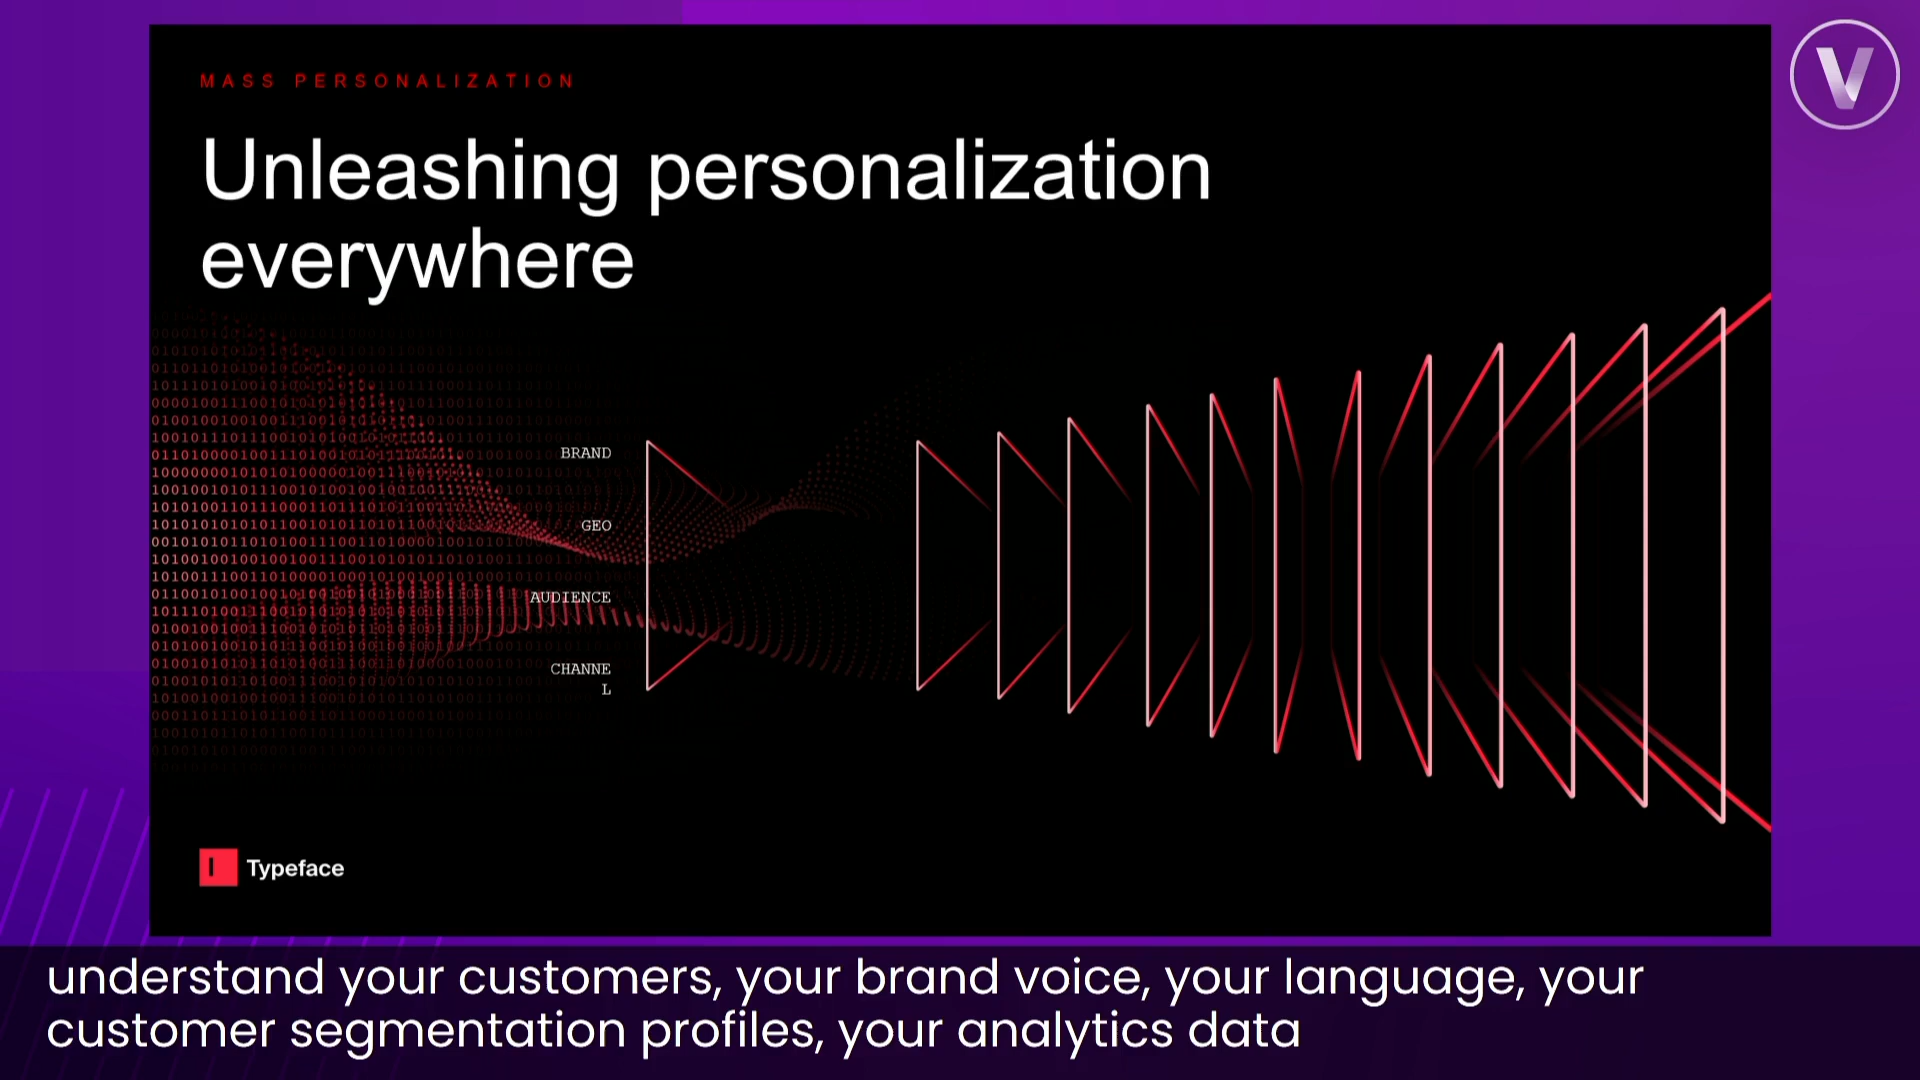 MASS PERSONALIZATION
Unleashing personalization
everywhere
BRAND
GEO
AUDIENCE
CHANNE
L
Typeface
understand your customers, your brand voice, your language, your
customer segmentation profiles, your analytics data